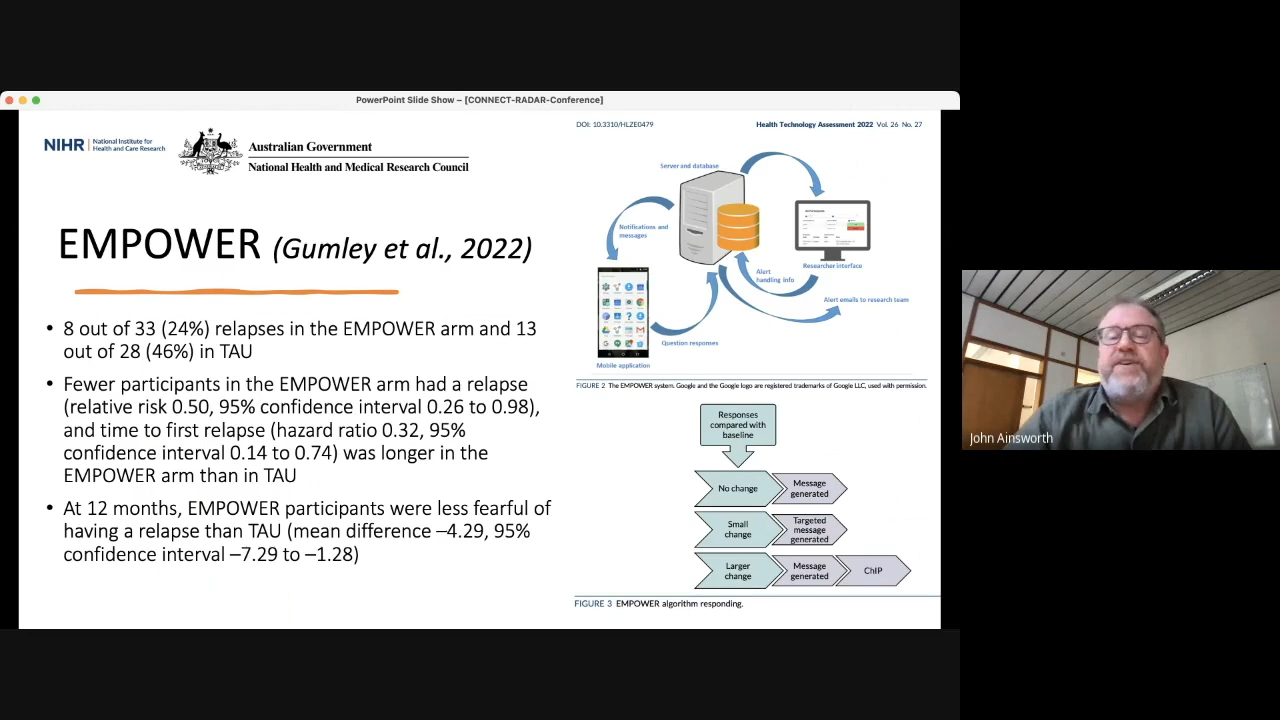 PowerPoint Slide Show – [CONNECT-RADAR-Conference]
NIHR | National Institute for
Health and Care Research
Australian Government
National Health and Medical Research Council
DOI: 10.3310/HLZE0479
Health Technology Assessment 2022 Vol. 26 No. 27
EMPOWER (Gumley et al., 2022)
• 8 out of 33 (24%) relapses in the EMPOWER arm and 13
out of 28 (46%) in TAU
• Fewer participants in the EMPOWER arm had a relapse
(relative risk 0.50, 95% confidence interval 0.26 to 0.98),
and time to first relapse (hazard ratio 0.32, 95%
confidence interval 0.14 to 0.74) was longer in the
EMPOWER arm than in TAU
• At 12 months, EMPOWER participants were less fearful of
having a relapse than TAU (mean difference –4.29, 95%
confidence interval –7.29 to –1.28)
Server and database
Notifications and
messages
Researcher interface
Alert
handling info
Alert emails to research team
Question responses
Mobile application
FIGURE 2 The EMPOWER system. Google and the Google logo are registered trademarks of Google LLC, used with permission.
Responses
compared with
baseline
No change
Message
generated
Small
change
Targeted
message
generated
Larger
change
Message
generated
ChIP
FIGURE 3 EMPOWER algorithm responding.
John Ainsworth